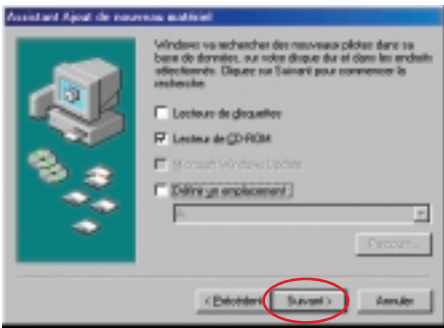 Assistant Ajout de nouveau matériel
Windows va rechercher des nouveaux pilotes dans sa
base de données, sur votre disque dur et dans les endroits
sélectionnés. Cliquez sur Suivant pour commencer la
recherche.
Lecteurs de disquettes
Lecteur de CD-ROM
Microsoft Windows Update
Définir un emplacement :
A:
Parcourir...
< Précédent
Suivant >
Annuler